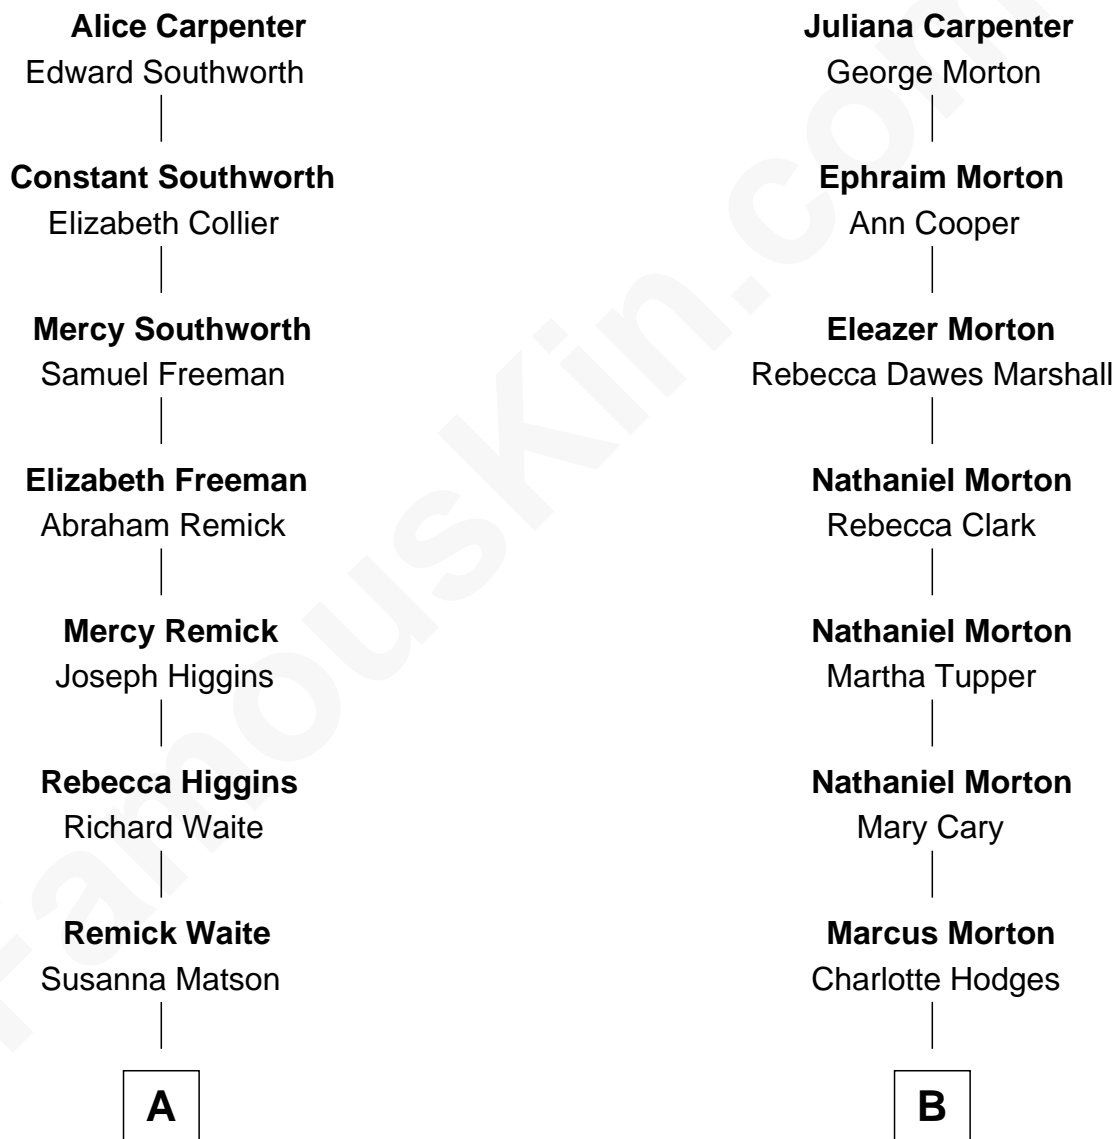 Alice Carpenter
Edward Southworth
Constant Southworth
Elizabeth Collier
Mercy Southworth
Samuel Freeman
Elizabeth Freeman
Abraham Remick
Mercy Remick
Joseph Higgins
Rebecca Higgins
Richard Waite
Remick Waite
Susanna Matson
A
Juliana Carpenter
George Morton
Ephraim Morton
Ann Cooper
Eleazer Morton
Rebecca Dawes Marshall
Nathaniel Morton
Rebecca Clark
Nathaniel Morton
Martha Tupper
Nathaniel Morton
Mary Cary
Marcus Morton
Charlotte Hodges
B
FamousKin.com